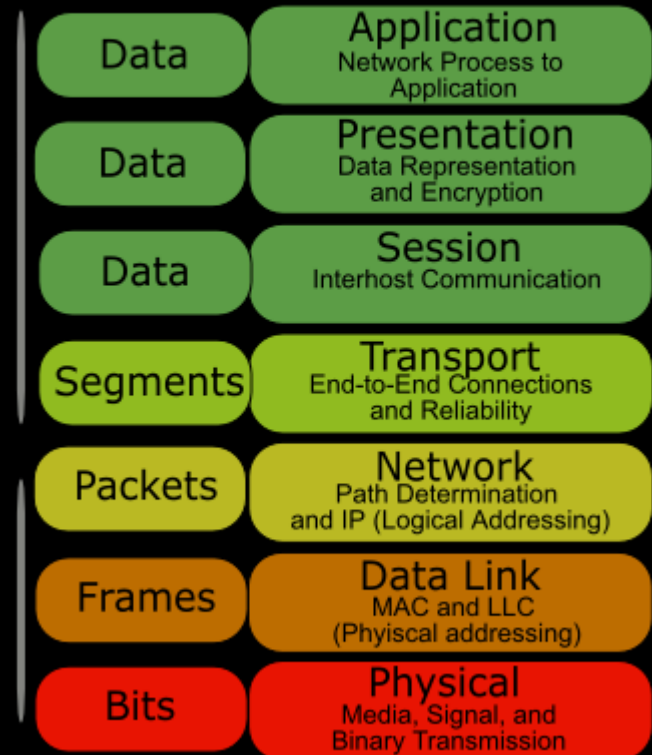 Data
Application
Network Process to
Application
Data
Presentation
Data Representation
and Encryption
Data
Session
Interhost Communication
Segments
Transport
End-to-End Connections
and Reliability
Packets
Network
Path Determination
and IP (Logical Addressing)
Frames
Data Link
MAC and LLC
(Phyiscal addressing)
Bits
Physical
Media, Signal, and
Binary Transmission